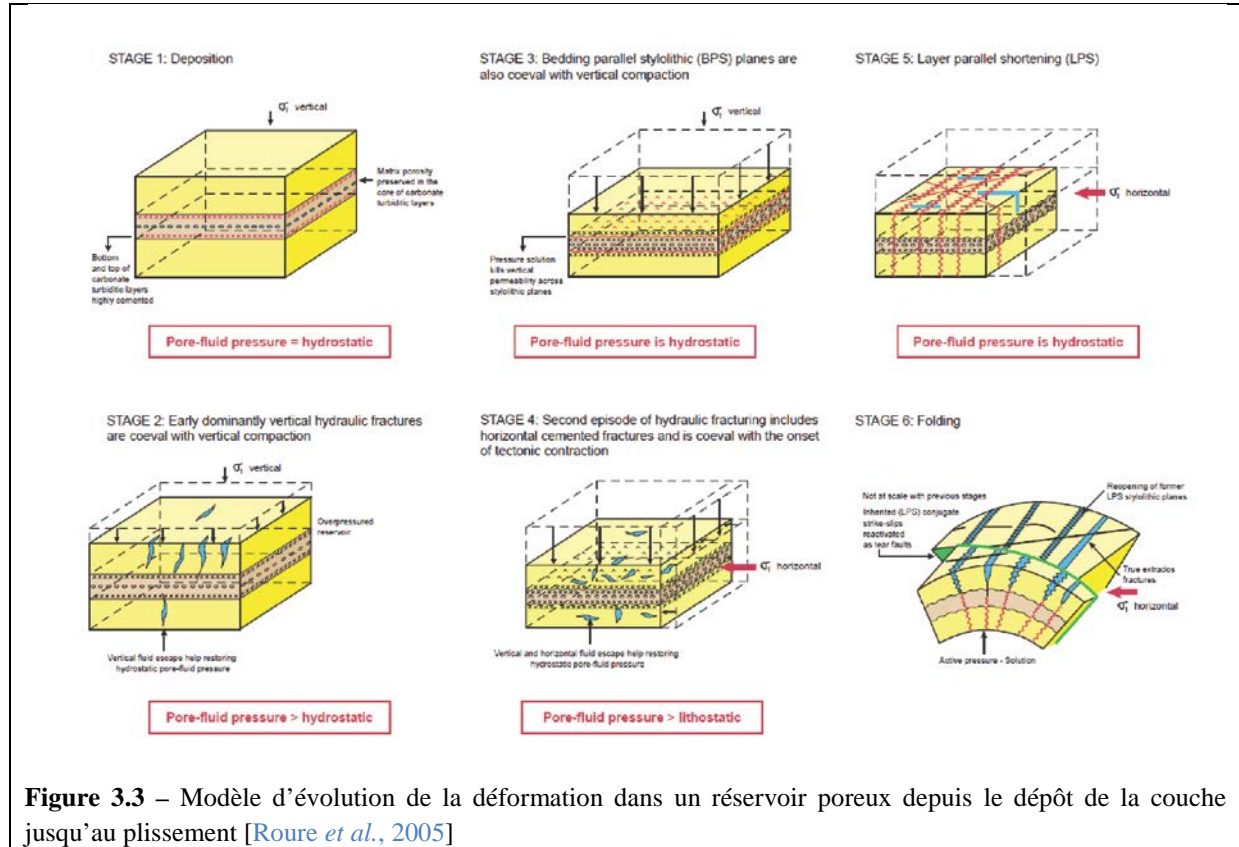 STAGE 1: Deposition
σ₁ vertical
Matrix porosity
preserved in the
core of carbonate
turbiditic layers
Bottom
and top of
carbonate
turbiditic layers
highly cemented
Pore-fluid pressure = hydrostatic
STAGE 3: Bedding parallel stylolithic (BPS) planes are
also coeval with vertical compaction
σ₁ vertical
Pressure solution
kills vertical
permeability across
stylolithic planes
Pore-fluid pressure is hydrostatic
STAGE 5: Layer parallel shortening (LPS)
σ₁ horizontal
Pore-fluid pressure is hydrostatic
STAGE 2: Early dominantly vertical hydraulic fractures
are coeval with vertical compaction
σ₁ vertical
Overpressured
reservoir
Vertical fluid escape help restoring
hydrostatic pore-fluid pressure
Pore-fluid pressure > hydrostatic
STAGE 4: Second episode of hydraulic fracturing includes
horizontal cemented fractures and is coeval with the onset
of tectonic contraction
σ₁ horizontal
Vertical and horizontal fluid escape help restoring
hydrostatic pore-fluid pressure
Pore-fluid pressure > lithostatic
STAGE 6: Folding
Not at scale with previous stages
Inherited (LPS) conjugate
strike-slips
reactivated
as tear faults
Reopening of former
LPS stylolithic planes
True extrados
fractures
σ₁ horizontal
Active pressure - Solution
Figure 3.3 – Modèle d'évolution de la déformation dans un réservoir poreux depuis le dépôt de la couche
jusqu'au plissement [Roure et al., 2005]